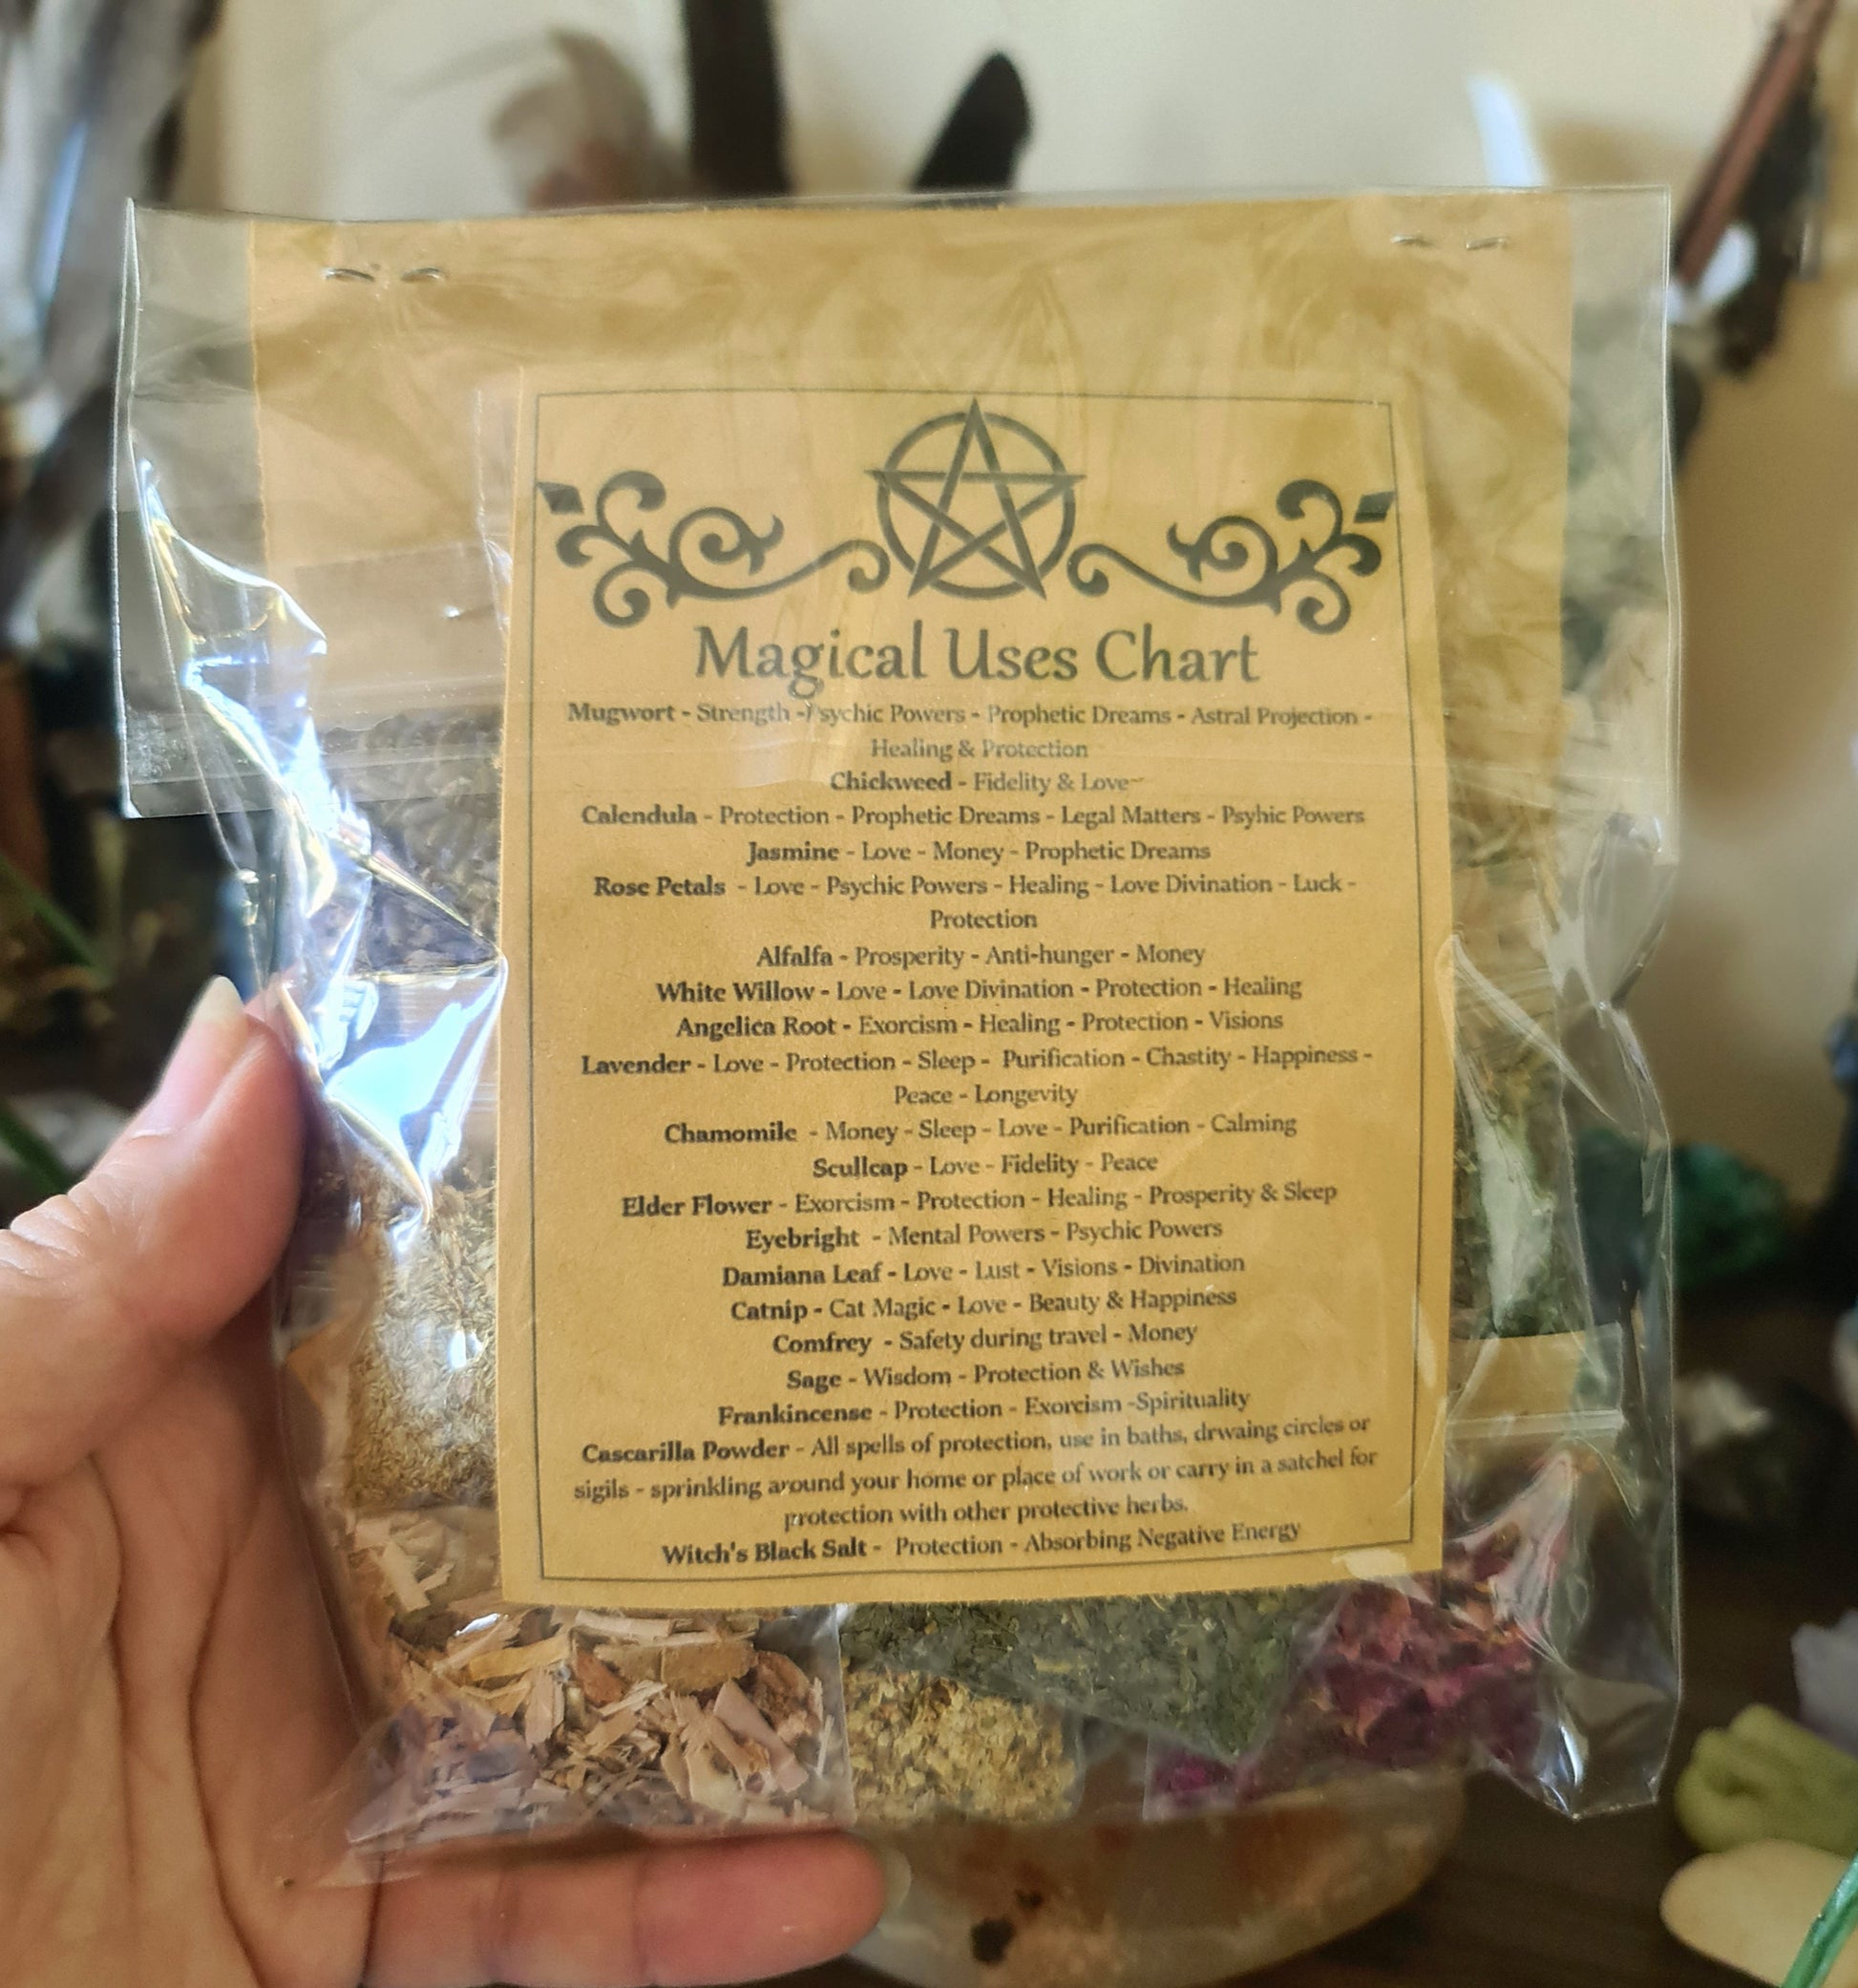 Magical Uses Chart
Mugwort - Strength - Psychic Powers - Prophetic Dreams - Astral Projection -
Healing & Protection
Chickweed - Fidelity & Love~
Calendula - Protection - Prophetic Dreams - Legal Matters - Psyhic Powers
Jasmine - Love - Money - Prophetic Dreams
Rose Petals - Love - Psychic Powers - Healing - Love Divination - Luck -
Protection
Alfalfa - Prosperity - Anti-hunger - Money
White Willow - Love - Love Divination - Protection - Healing
Angelica Root - Exorcism - Healing - Protection - Visions
Lavender - Love - Protection - Sleep - Purification - Chastity - Happiness -
Peace - Longevity
Chamomile - Money - Sleep - Love - Purification - Calming
Scullcap - Love - Fidelity - Peace
Elder Flower - Exorcism - Protection - Healing - Prosperity & Sleep
Eyebright - Mental Powers - Psychic Powers
Damiana Leaf - Love - Lust - Visions - Divination
Catnip - Cat Magic - Love - Beauty & Happiness
Comfrey - Safety during travel - Money
Sage - Wisdom - Protection & Wishes
Frankincense - Protection - Exorcism -Spirituality
Cascarilla Powder - All spells of protection, use in baths, drwaing circles or
sigils - sprinkling around your home or place of work or carry in a satchel for
protection with other protective herbs.
Witch's Black Salt - Protection - Absorbing Negative Energy